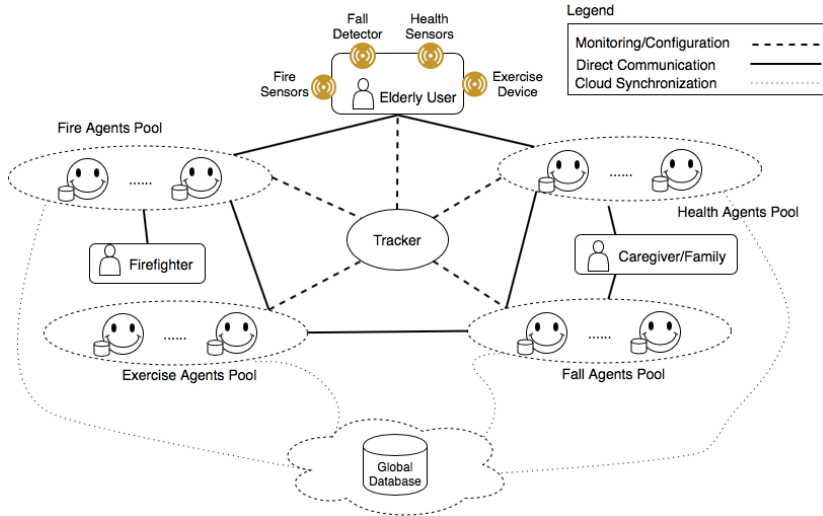 Fall
Detector
Health
Sensors
Fire
Sensors
Elderly User
Exercise
Device
Legend
Monitoring/Configuration
Direct Communication
Cloud Synchronization
Fire Agents Pool
......
......
Health Agents Pool
Tracker
Firefighter
Caregiver/Family
......
......
Exercise Agents Pool
Fall Agents Pool
Global
Database